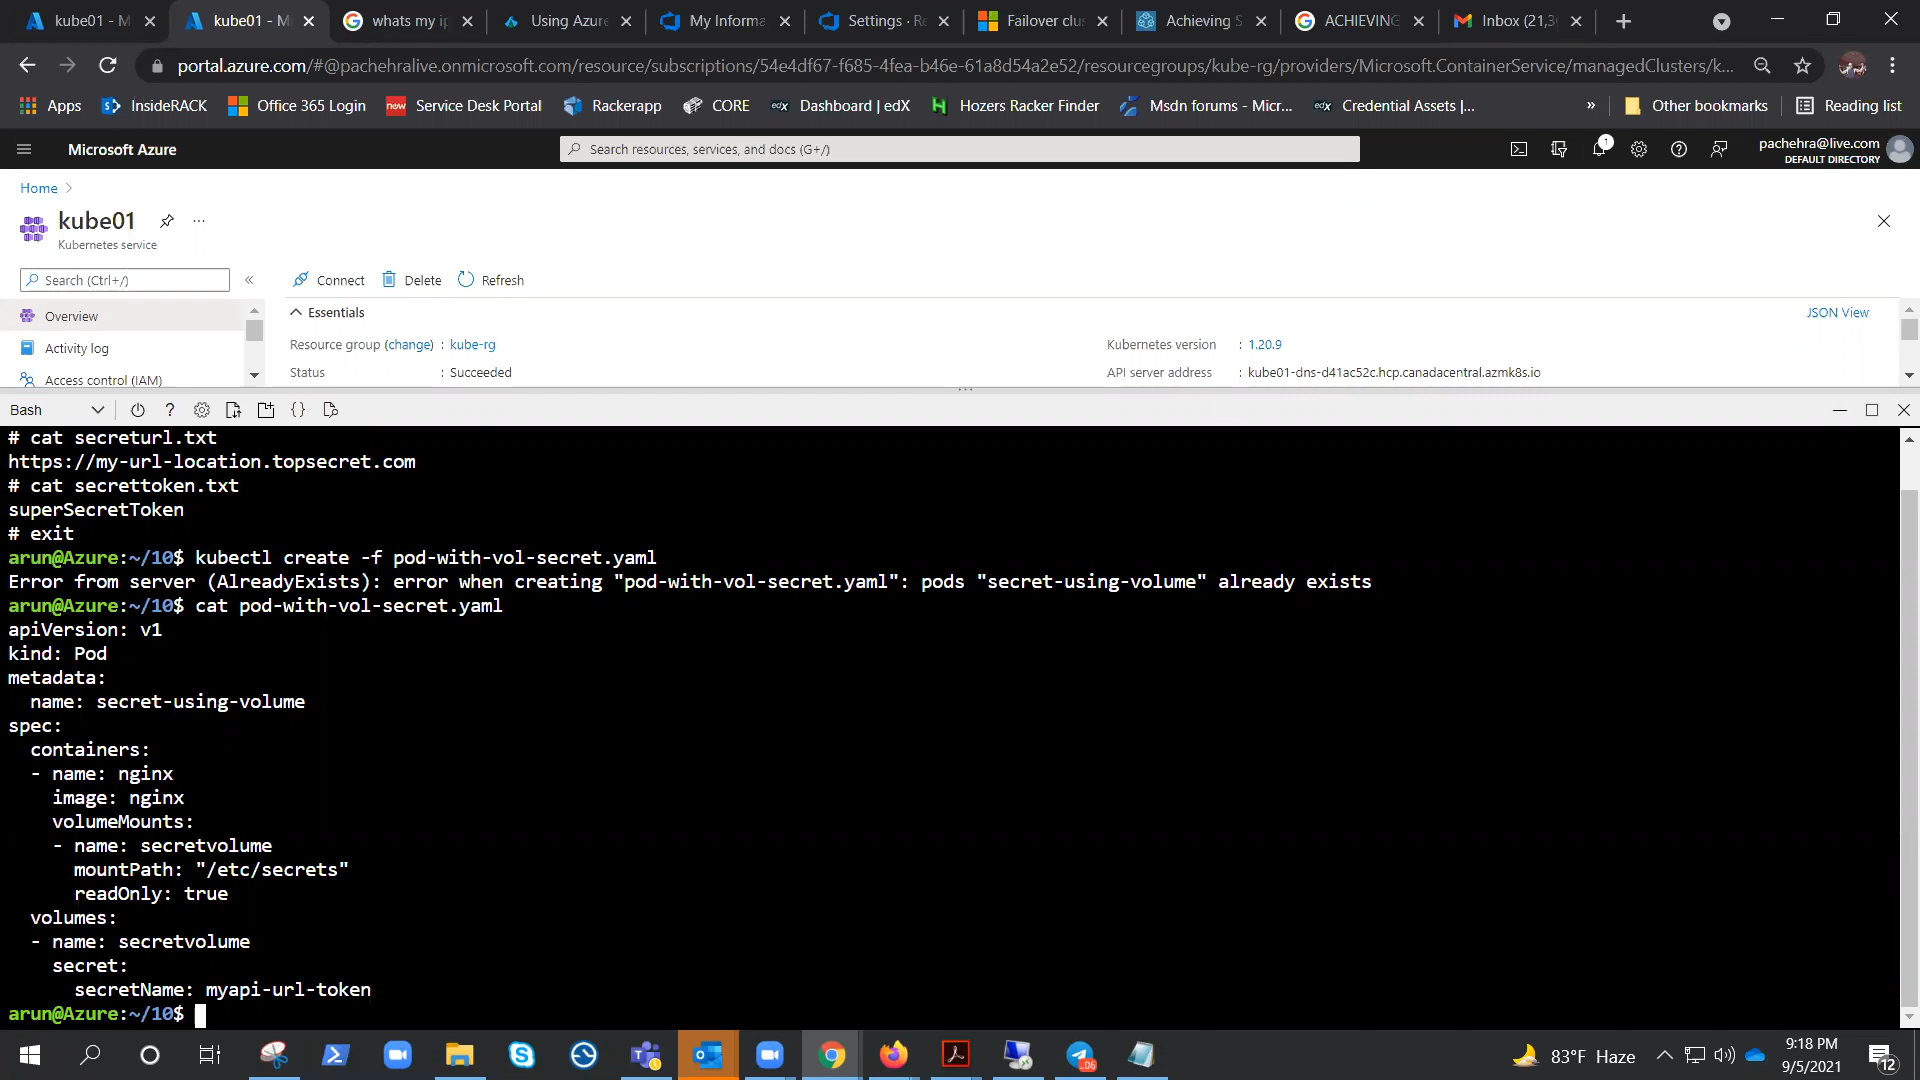 kube01 - M
kube01 - M
whats my ip
Using Azure
My Informa
Settings · Re
Failover clu
Achieving S
ACHIEVING
Inbox (21,3
portal.azure.com/#@pachehralive.onmicrosoft.com/resource/subscriptions/54e4df67-f685-4fea-b46e-61a8d54a2e52/resourcegroups/kube-rg/providers/Microsoft.ContainerService/managedClusters/k...
Apps
InsideRACK
Office 365 Login
new
Service Desk Portal
Rackerapp
CORE
edX
Dashboard | edX
Hozers Racker Finder
Msdn forums - Micr...
edX
Credential Assets |...
»
Other bookmarks
Reading list
Microsoft Azure
Search resources, services, and docs (G+/)
1
pachehra@live.com
DEFAULT DIRECTORY
Home
kube01
Kubernetes service
Search (Ctrl+/)
«
Connect
Delete
Refresh
Overview
Activity log
Access control (IAM)
Essentials
JSON View
Resource group (change) : kube-rg
Kubernetes version : 1.20.9
Status : Succeeded
API server address : kube01-dns-d41ac52c.hcp.canadacentral.azmk8s.io
Bash
# cat secreturl.txt
https://my-url-location.topsecret.com
# cat secrettoken.txt
superSecretToken
# exit
arun@Azure:~/10$ kubectl create -f pod-with-vol-secret.yaml
Error from server (AlreadyExists): error when creating "pod-with-vol-secret.yaml": pods "secret-using-volume" already exists
arun@Azure:~/10$ cat pod-with-vol-secret.yaml
apiVersion: v1
kind: Pod
metadata:
  name: secret-using-volume
spec:
  containers:
  - name: nginx
    image: nginx
    volumeMounts:
    - name: secretvolume
      mountPath: "/etc/secrets"
      readOnly: true
  volumes:
  - name: secretvolume
    secret:
      secretName: myapi-url-token
arun@Azure:~/10$
06
83°F Haze
9:18 PM
9/5/2021
12